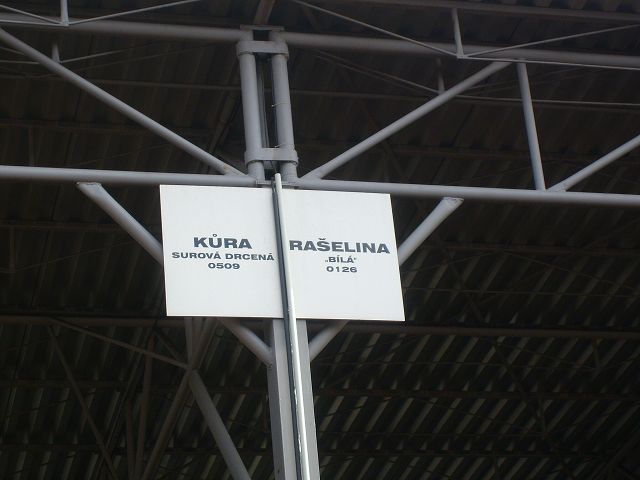 KŮRA
SUROVÁ DRCENÁ
0509
RAŠELINA
„BÍLÁ"
0126